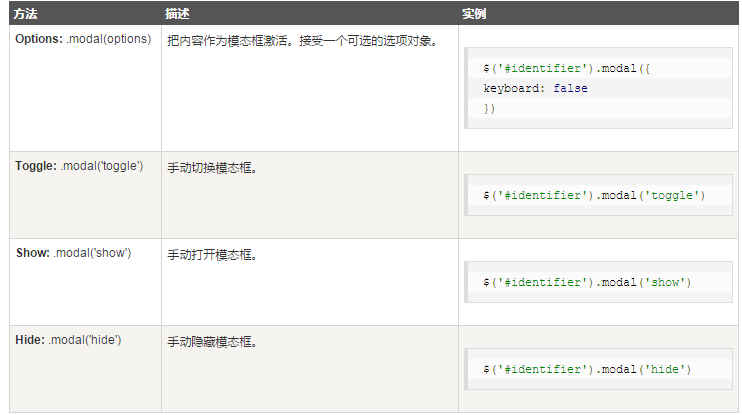 方法 描述 实例
Options: .modal(options) 把内容作为模态框激活。接受一个可选的选项对象。
$('#identifier').modal({
keyboard: false
})
Toggle: .modal('toggle') 手动切换模态框。
$('#identifier').modal('toggle')
Show: .modal('show') 手动打开模态框。
$('#identifier').modal('show')
Hide: .modal('hide') 手动隐藏模态框。
$('#identifier').modal('hide')